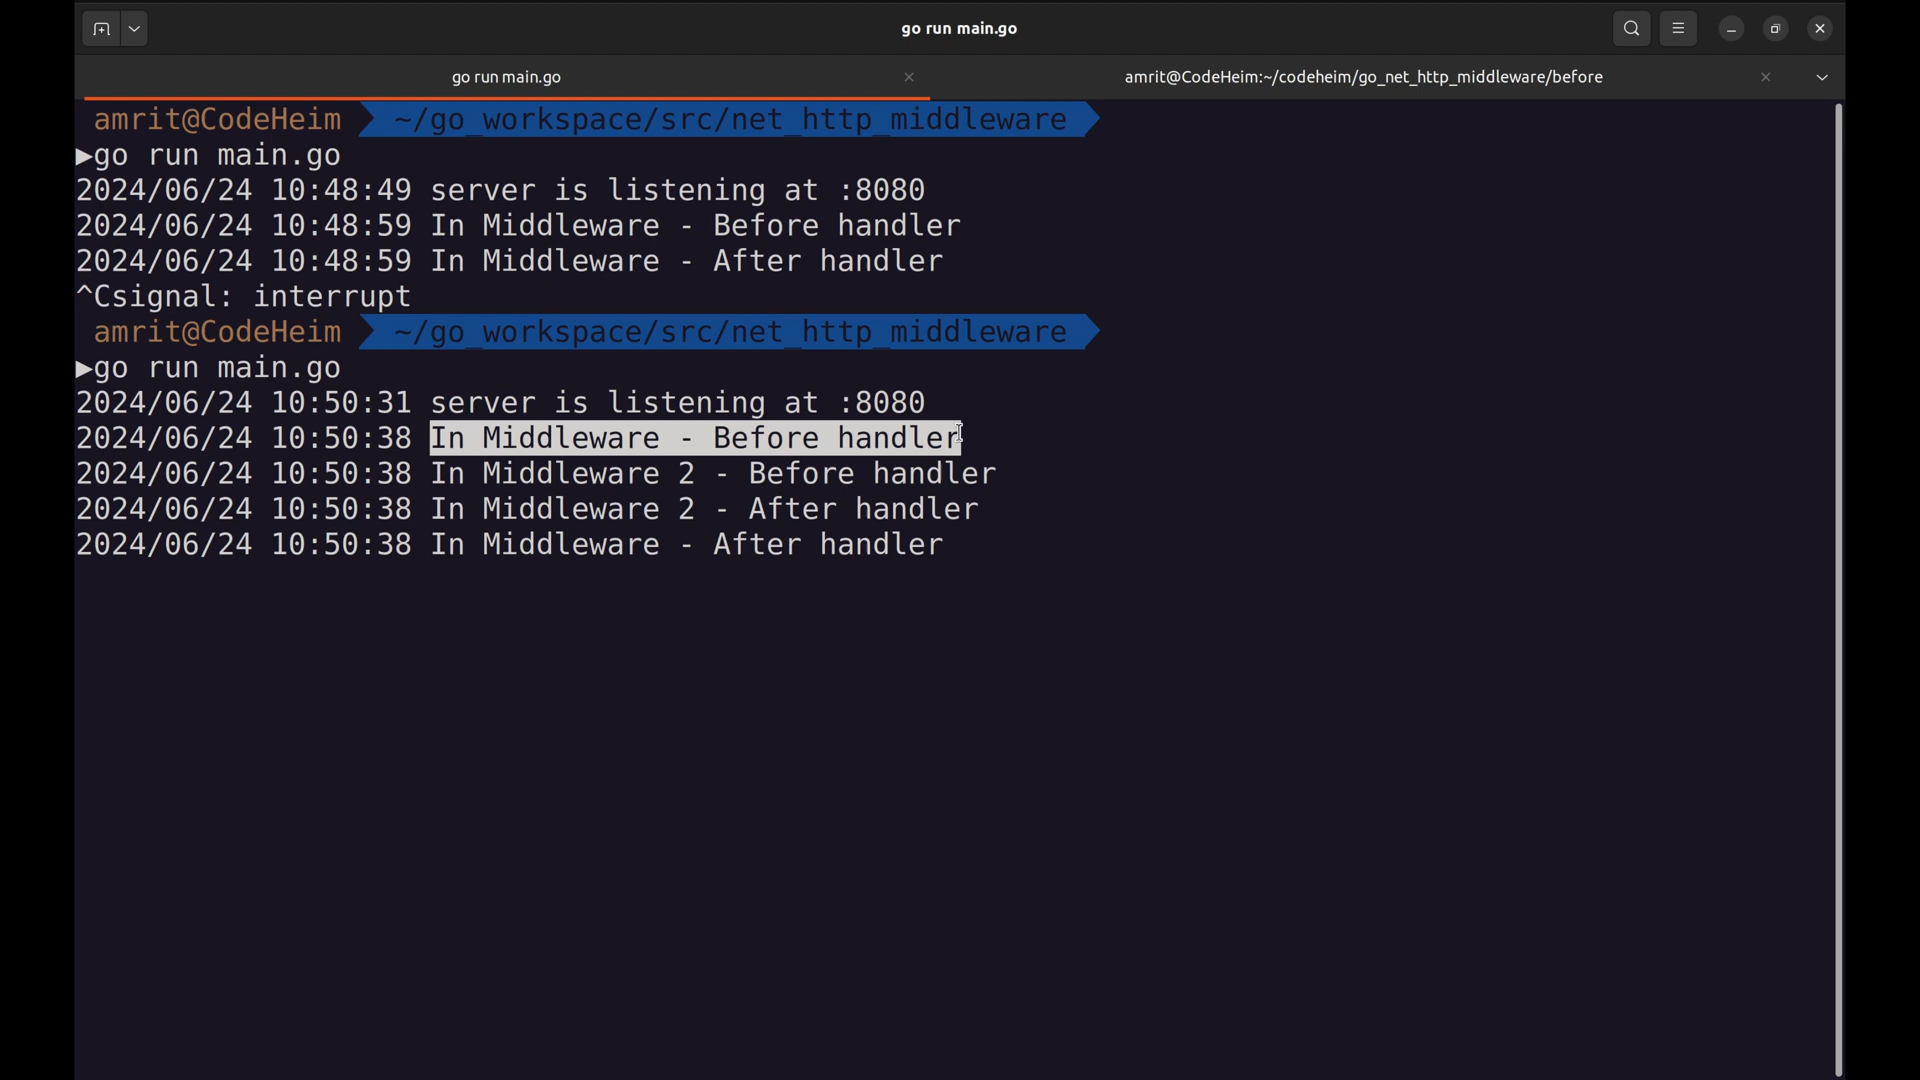 go run main.go
go run main.go
amrit@CodeHeim:~/codeheim/go_net_http_middleware/before
amrit@CodeHeim ~/go_workspace/src/net_http_middleware
▶go run main.go
2024/06/24 10:48:49 server is listening at :8080
2024/06/24 10:48:59 In Middleware - Before handler
2024/06/24 10:48:59 In Middleware - After handler
^Csignal: interrupt
amrit@CodeHeim ~/go_workspace/src/net_http_middleware
▶go run main.go
2024/06/24 10:50:31 server is listening at :8080
2024/06/24 10:50:38 In Middleware - Before handler
2024/06/24 10:50:38 In Middleware 2 - Before handler
2024/06/24 10:50:38 In Middleware 2 - After handler
2024/06/24 10:50:38 In Middleware - After handler